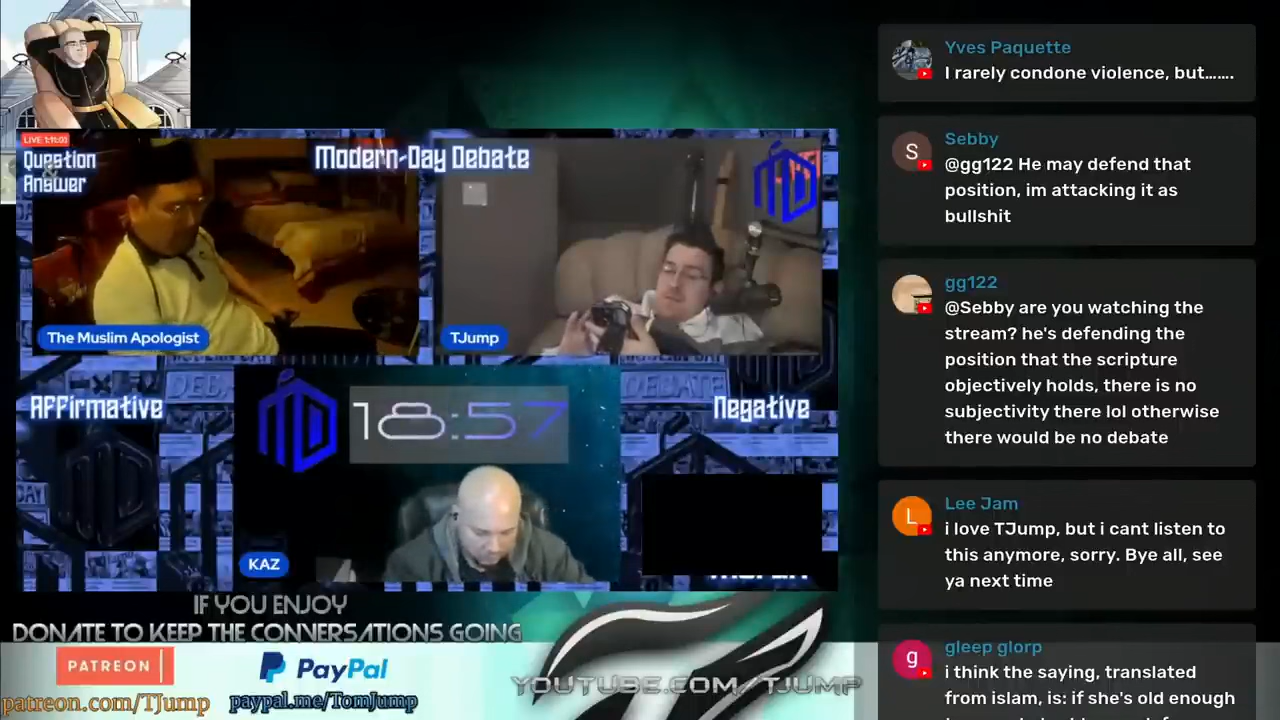 LIVE 1:11:03
Question
&
Answer
Modern-Day Debate
The Muslim Apologist
TJump
Affirmative
Negative
18:57
KAZ
IF YOU ENJOY
DONATE TO KEEP THE CONVERSATIONS GOING
PATREON
PayPal
patreon.com/TJump
paypal.me/TomJump
YOUTUBE.COM/TJUMP
Yves Paquette
I rarely condone violence, but.......
S
Sebby
@gg122 He may defend that
position, im attacking it as
bullshit
gg122
@Sebby are you watching the
stream? he's defending the
position that the scripture
objectively holds, there is no
subjectivity there lol otherwise
there would be no debate
L
Lee Jam
i love TJump, but i cant listen to
this anymore, sorry. Bye all, see
ya next time
g
gleep glorp
i think the saying, translated
from islam, is: if she's old enough